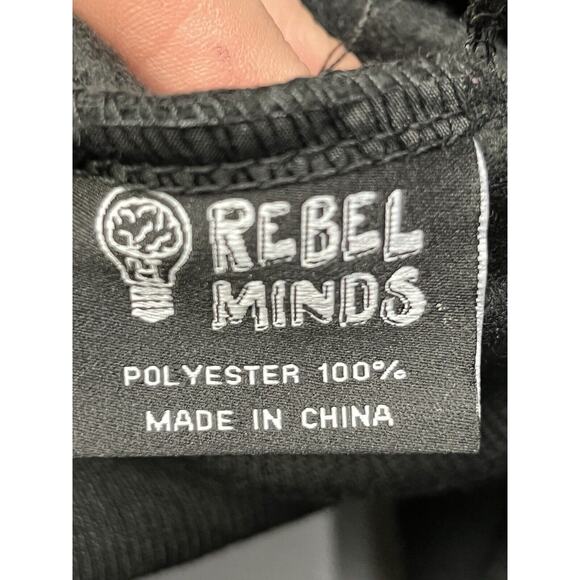 REBEL
MINDS
POLYESTER 100%
MADE IN CHINA